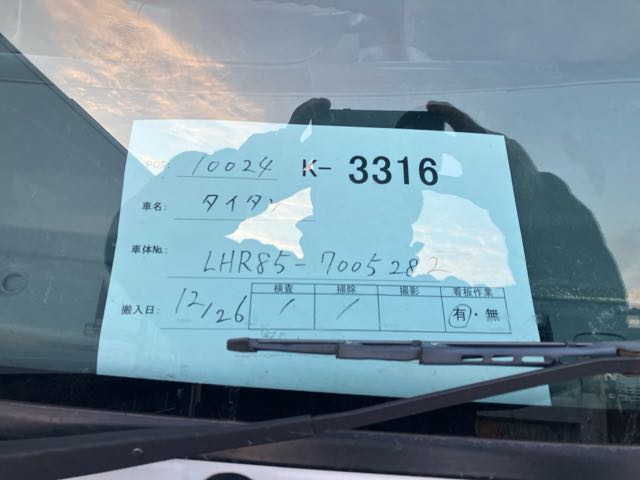 POS: 10024 K-3316
車名: タイタン
車体No. LHR85-7005282
検査 掃除 撮影 看板作業
搬入日: 12/26 / / 有・無